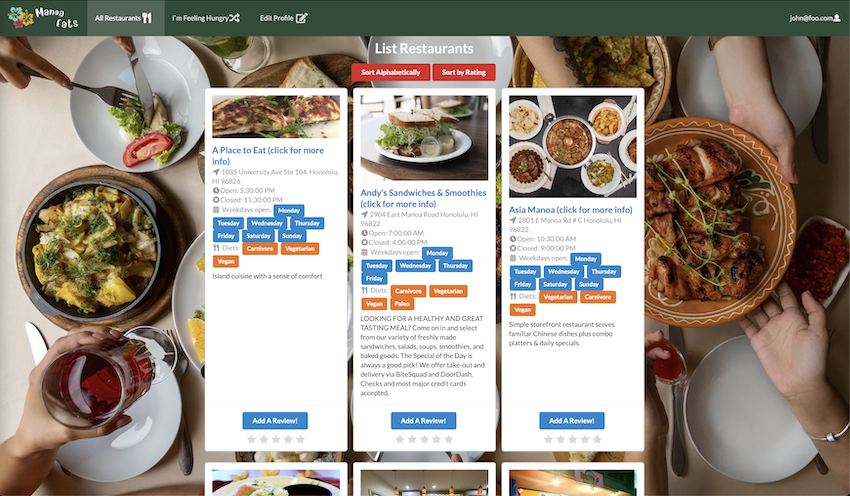 Manoa Eats
All Restaurants
I'm Feeling Hungry
Edit Profile
john@foo.com
List Restaurants
Sort Alphabetically
Sort by Rating
A Place to Eat (click for more
info)
1035 University Ave Ste 104, Honolulu,
HI 96826
Open: 5:30:00 PM
Closed: 11:30:00 PM
Weekdays open: Monday
Tuesday Wednesday Thursday
Friday Saturday Sunday
Diets: Carnivore Vegetarian
Vegan
Island cuisine with a sense of comfort
Add A Review!
Andy's Sandwiches & Smoothies
(click for more info)
2904 East Manoa Road Honolulu, HI
96822
Open: 7:00:00 AM
Closed: 4:00:00 PM
Weekdays open: Monday
Tuesday Wednesday Thursday
Friday
Diets: Carnivore Vegetarian
Vegan Paleo
LOOKING FOR A HEALTHY AND GREAT
TASTING MEAL? Come on in and select
from our variety of freshly made
sandwiches, salads, soups, smoothies, and
baked goods. The Special of the Day is
always a good pick! We offer take-out and
delivery via BiteSquad and DoorDash.
Checks and most major credit cards
accepted.
Add A Review!
Asia Manoa (click for more info)
2801 E Manoa Rd # C Honolulu, HI
96822
Open: 10:30:00 AM
Closed: 9:00:00 PM
Weekdays open: Monday
Tuesday Wednesday Thursday
Friday Saturday Sunday
Diets: Vegetarian Carnivore
Vegan
Simple storefront restaurant serves
familiar Chinese dishes plus combo
platters & daily specials.
Add A Review!